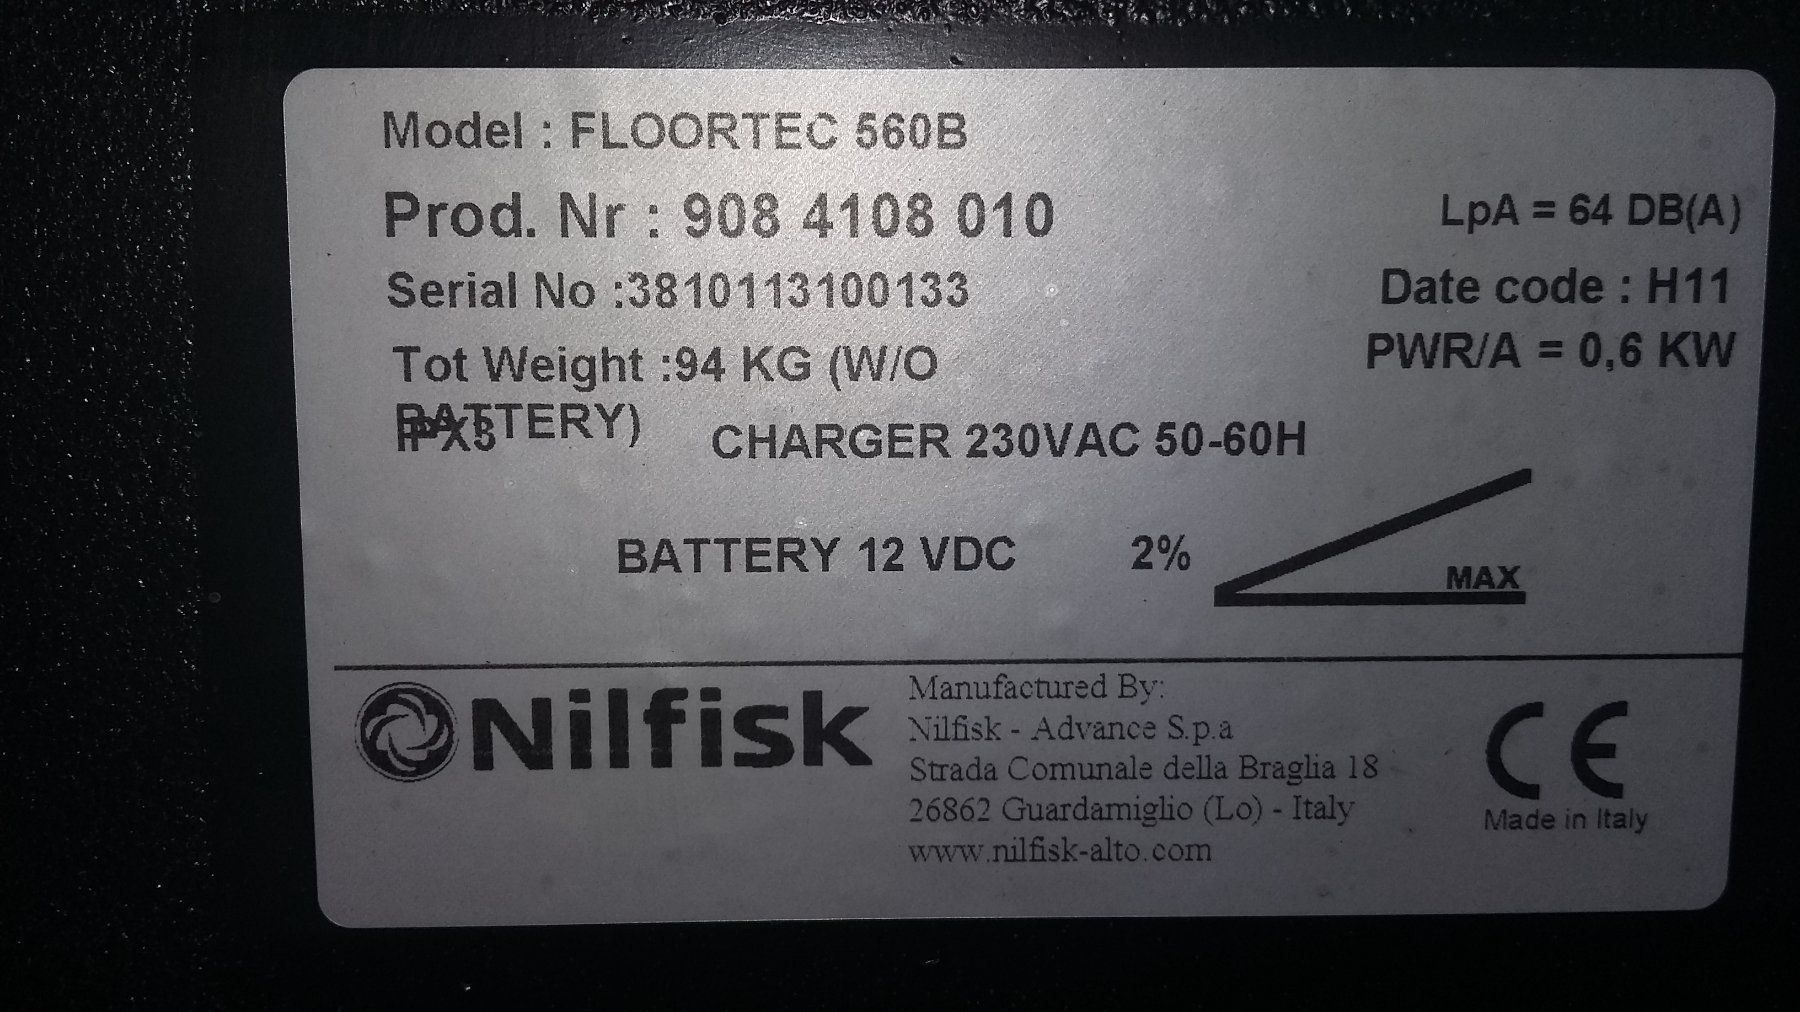 Model : FLOORTEC 560B
Prod. Nr : 908 4108 010
LpA = 64 DB(A)
Serial No :3810113100133
Date code : H11
Tot Weight :94 KG (W/O
PWR/A = 0,6 KW
BATTERY)
IPX3
CHARGER 230VAC 50-60H
BATTERY 12 VDC
2%
MAX
Nilfisk
Manufactured By:
Nilfisk - Advance S.p.a
Strada Comunale della Braglia 18
26862 Guardamiglio (Lo) - Italy
www.nilfisk-alto.com
CE
Made in Italy